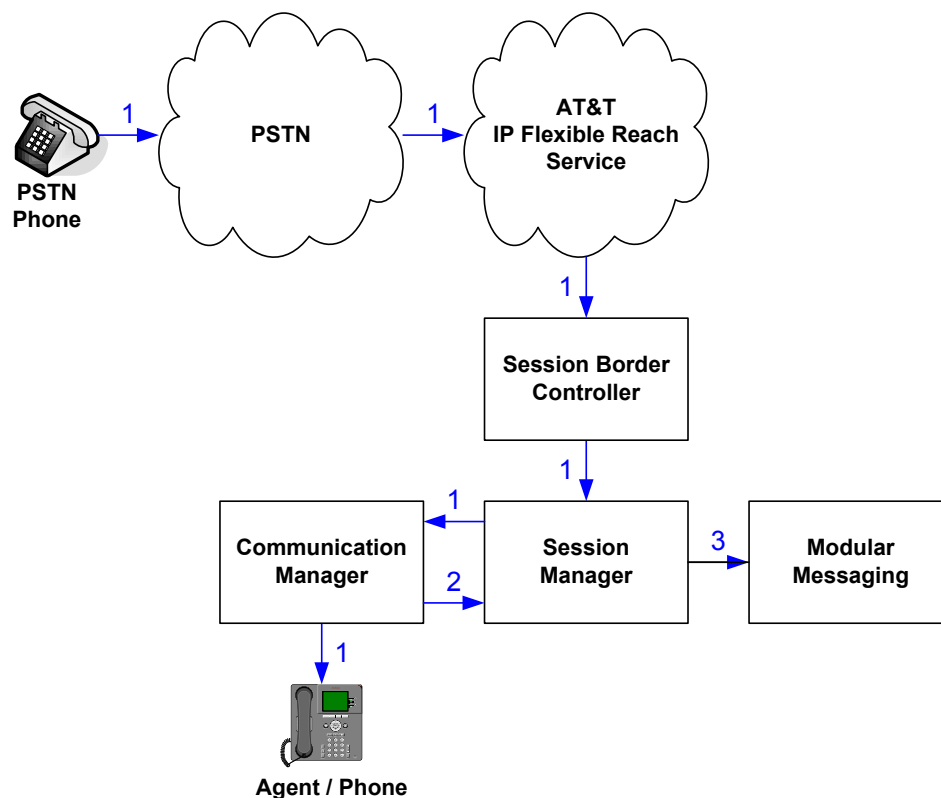 1
PSTN
Phone
PSTN
1
AT&T
IP Flexible Reach
Service
1
Session Border
Controller
1
1
Communication
Manager
2
Session
Manager
3
Modular
Messaging
1
Agent / Phone